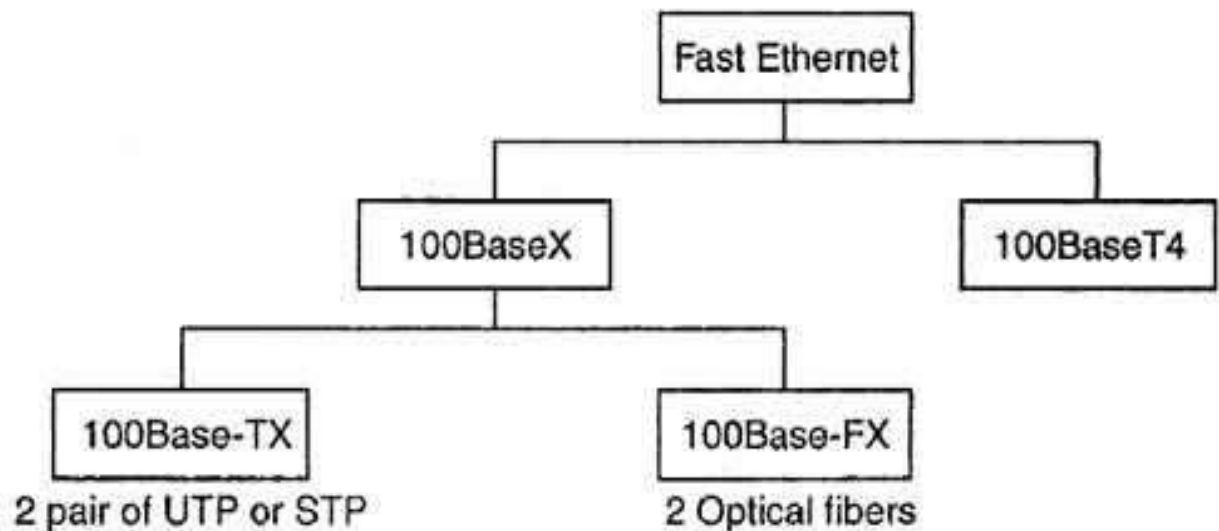 Fast Ethernet
100BaseX
100BaseT4
100Base-TX
100Base-FX
2 pair of UTP or STP
2 Optical fibers